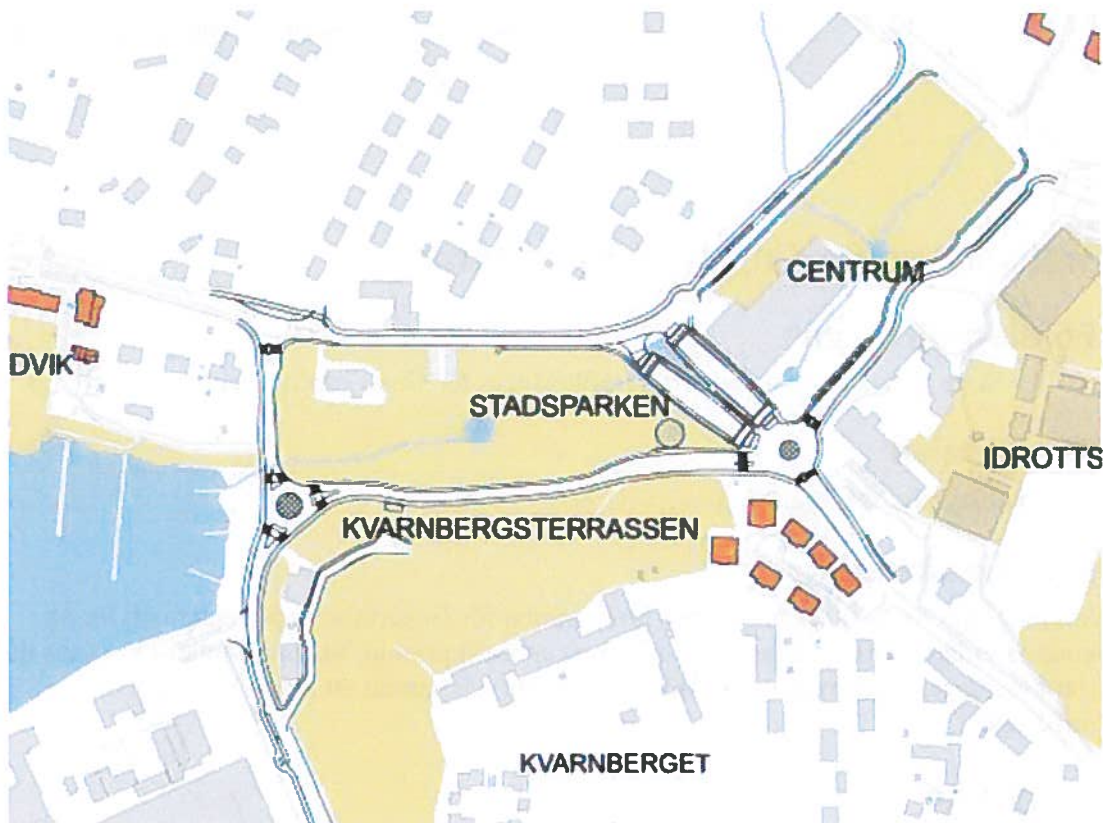 CENTRUM
DVIK
STADSPARKEN
IDROTTS
KVARNBERGSTERRASSEN
KVARNBERGET